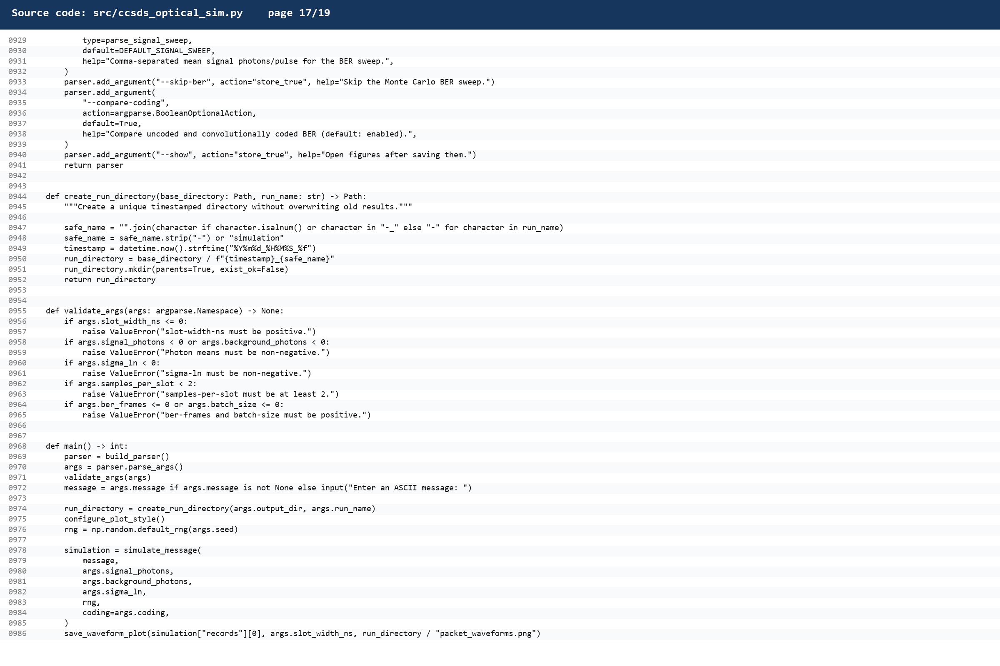 Source code: src/ccsds_optical_sim.py    page 17/19
0929            type=parse_signal_sweep,
0930            default=DEFAULT_SIGNAL_SWEEP,
0931            help="Comma-separated mean signal photons/pulse for the BER sweep.",
0932        )
0933        parser.add_argument("--skip-ber", action="store_true", help="Skip the Monte Carlo BER sweep.")
0934        parser.add_argument(
0935            "--compare-coding",
0936            action=argparse.BooleanOptionalAction,
0937            default=True,
0938            help="Compare uncoded and convolutionally coded BER (default: enabled).",
0939        )
0940        parser.add_argument("--show", action="store_true", help="Open figures after saving them.")
0941        return parser
0942
0943
0944    def create_run_directory(base_directory: Path, run_name: str) -> Path:
0945        """Create a unique timestamped directory without overwriting old results."""
0946
0947        safe_name = "".join(character if character.isalnum() or character in "-_" else "-" for character in run_name)
0948        safe_name = safe_name.strip("-") or "simulation"
0949        timestamp = datetime.now().strftime("%Y%m%d_%H%M%S_%f")
0950        run_directory = base_directory / f"{timestamp}_{safe_name}"
0951        run_directory.mkdir(parents=True, exist_ok=False)
0952        return run_directory
0953
0954
0955    def validate_args(args: argparse.Namespace) -> None:
0956        if args.slot_width_ns <= 0:
0957            raise ValueError("slot-width-ns must be positive.")
0958        if args.signal_photons < 0 or args.background_photons < 0:
0959            raise ValueError("Photon means must be non-negative.")
0960        if args.sigma_ln < 0:
0961            raise ValueError("sigma-ln must be non-negative.")
0962        if args.samples_per_slot < 2:
0963            raise ValueError("samples-per-slot must be at least 2.")
0964        if args.ber_frames <= 0 or args.batch_size <= 0:
0965            raise ValueError("ber-frames and batch-size must be positive.")
0966
0967
0968    def main() -> int:
0969        parser = build_parser()
0970        args = parser.parse_args()
0971        validate_args(args)
0972        message = args.message if args.message is not None else input("Enter an ASCII message: ")
0973
0974        run_directory = create_run_directory(args.output_dir, args.run_name)
0975        configure_plot_style()
0976        rng = np.random.default_rng(args.seed)
0977
0978        simulation = simulate_message(
0979            message,
0980            args.signal_photons,
0981            args.background_photons,
0982            args.sigma_ln,
0983            rng,
0984            coding=args.coding,
0985        )
0986        save_waveform_plot(simulation["records"][0], args.slot_width_ns, run_directory / "packet_waveforms.png")